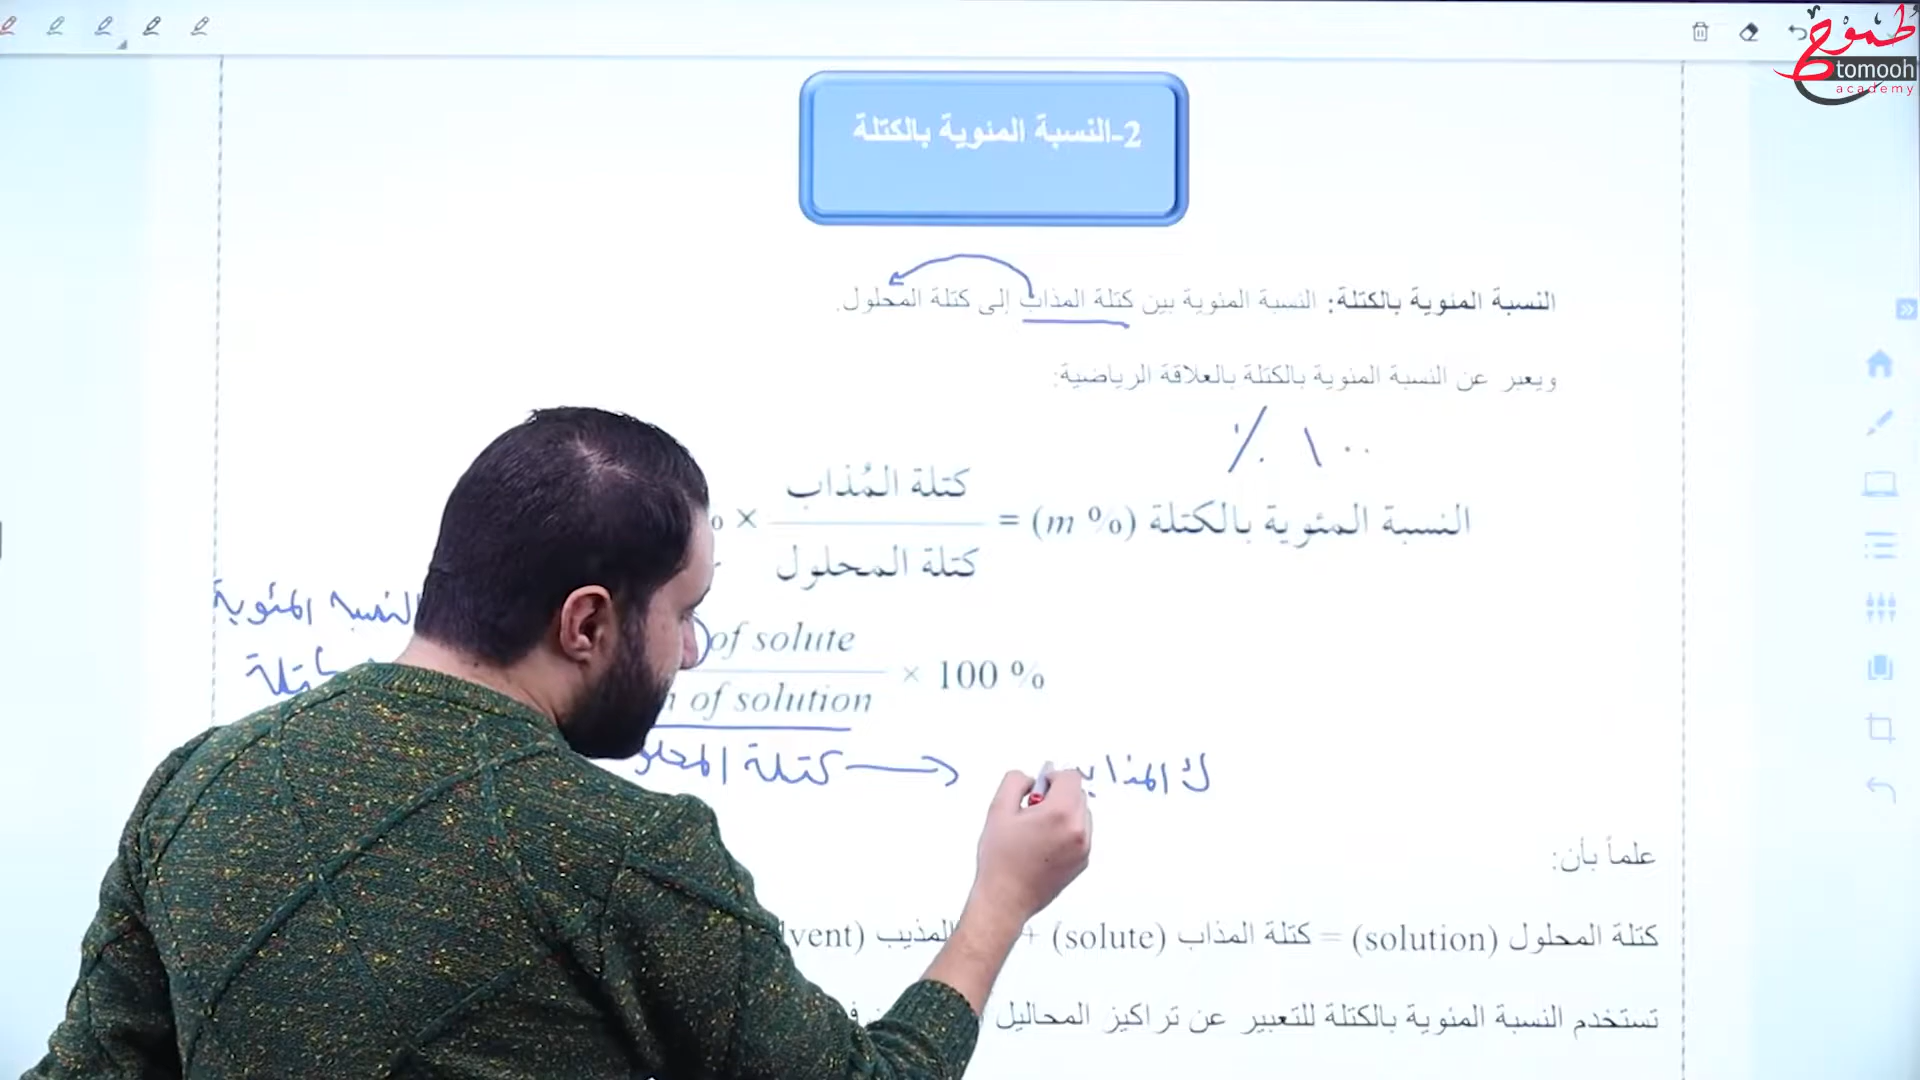 طموح
tomooh
academy
2-النسبة المئوية بالكتلة
النسبة المئوية بالكتلة: النسبة المئوية بين كتلة المذاب إلى كتلة المحلول.
ويعبر عن النسبة المئوية بالكتلة بالعلاقة الرياضية:
١٠٠ ٪
النسبة المئوية بالكتلة (m %) = كتلة المُذاب / كتلة المحلول ×
النسبة المئوية
of solute
× 100 %
of solution
كتلة
ك المذاب
كتلة
علماً بأن:
كتلة المحلول (solution) = كتلة المذاب (solute) + المذيب
تستخدم النسبة المئوية بالكتلة للتعبير عن تراكيز المحاليل